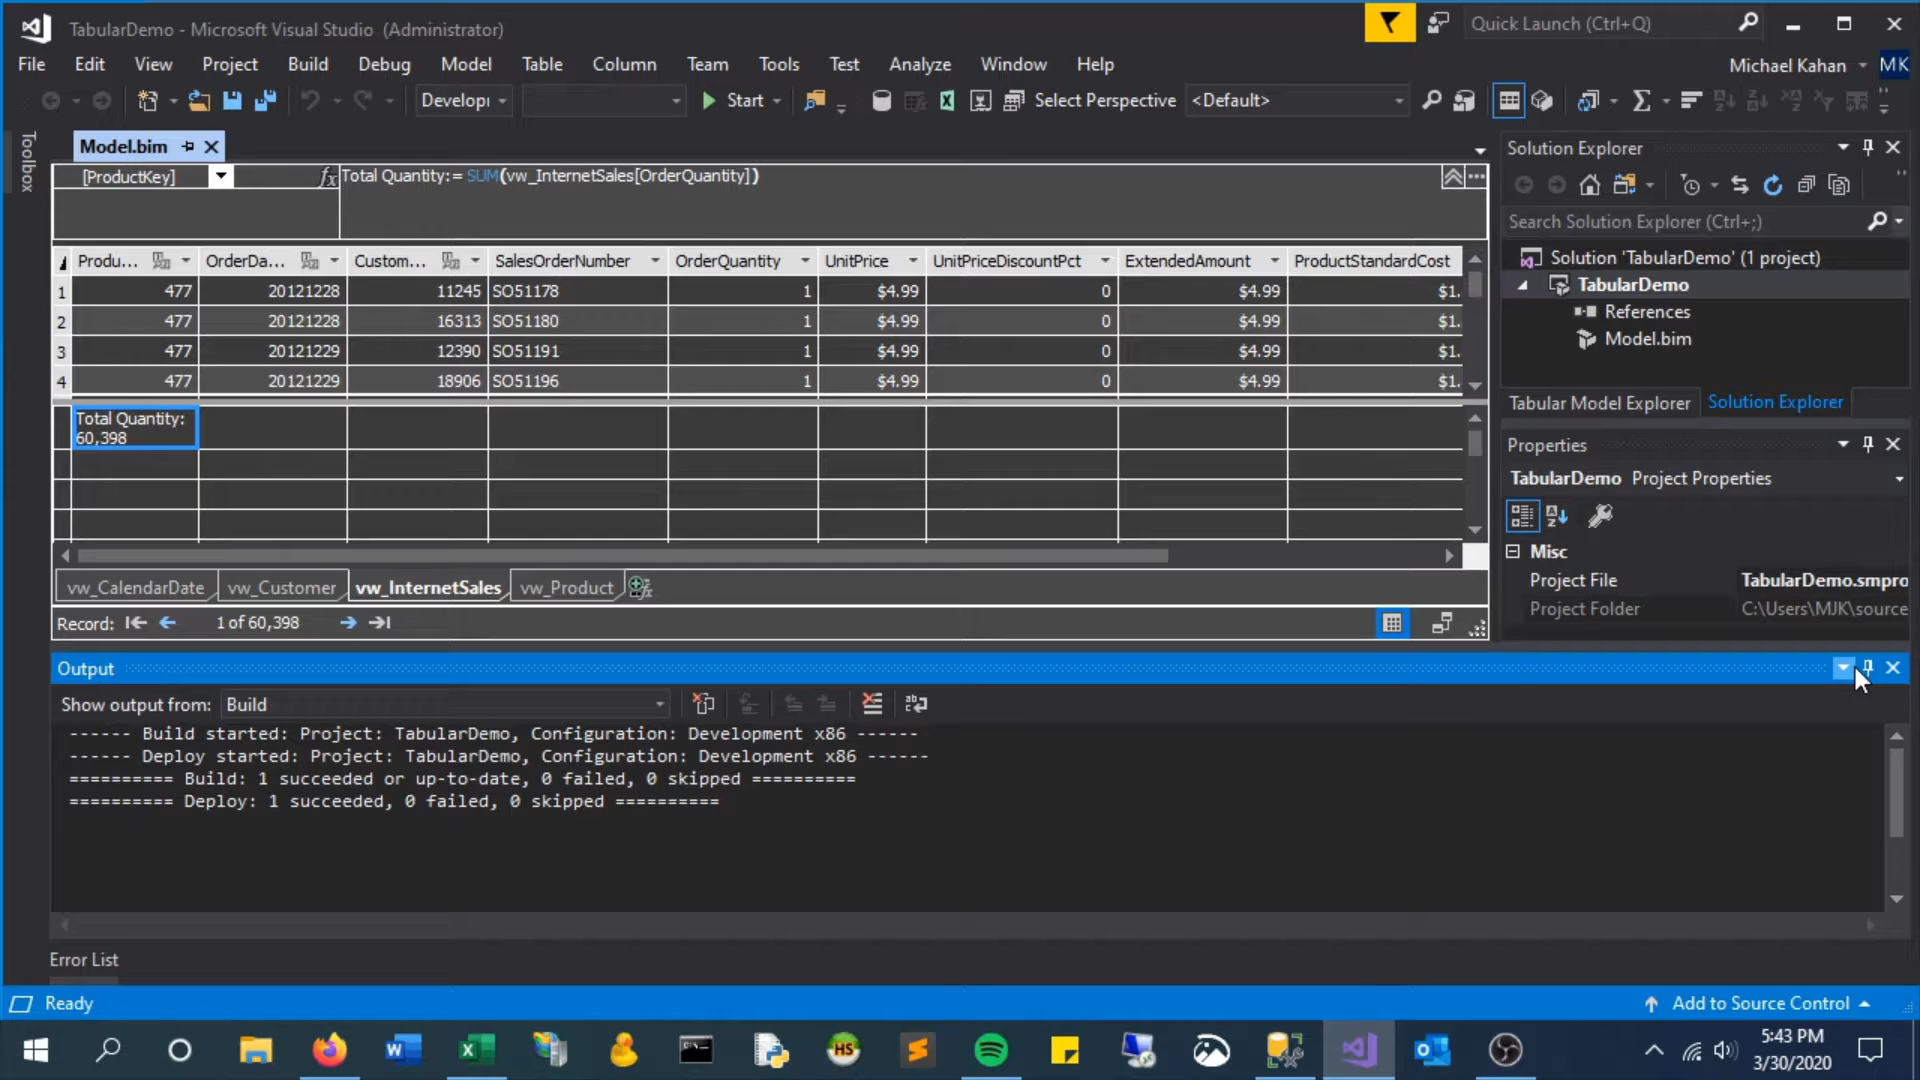 TabularDemo - Microsoft Visual Studio (Administrator)
Quick Launch (Ctrl+Q)
File Edit View Project Build Debug Model Table Column Team Tools Test Analyze Window Help
Michael Kahan MK
Developi Start Select Perspective <Default>
Toolbox
Model.bim
[ProductKey] fx Total Quantity:= SUM(vw_InternetSales[OrderQuantity])
Produ... OrderDa... Custom... SalesOrderNumber OrderQuantity UnitPrice UnitPriceDiscountPct ExtendedAmount ProductStandardCost
1 477 20121228 11245 SO51178 1 $4.99 0 $4.99 $1.
2 477 20121228 16313 SO51180 1 $4.99 0 $4.99 $1.
3 477 20121229 12390 SO51191 1 $4.99 0 $4.99 $1.
4 477 20121229 18906 SO51196 1 $4.99 0 $4.99 $1.
Total Quantity:
60,398
vw_CalendarDate vw_Customer vw_InternetSales vw_Product
Record: 1 of 60,398
Solution Explorer
Search Solution Explorer (Ctrl+;)
Solution 'TabularDemo' (1 project)
TabularDemo
References
Model.bim
Tabular Model Explorer Solution Explorer
Properties
TabularDemo Project Properties
Misc
Project File TabularDemo.smpro
Project Folder C:\Users\MJK\source
Output
Show output from: Build
------ Build started: Project: TabularDemo, Configuration: Development x86 ------
------ Deploy started: Project: TabularDemo, Configuration: Development x86 ------
========== Build: 1 succeeded or up-to-date, 0 failed, 0 skipped ==========
========== Deploy: 1 succeeded, 0 failed, 0 skipped ==========
Error List
Ready
Add to Source Control
HS
5:43 PM
3/30/2020